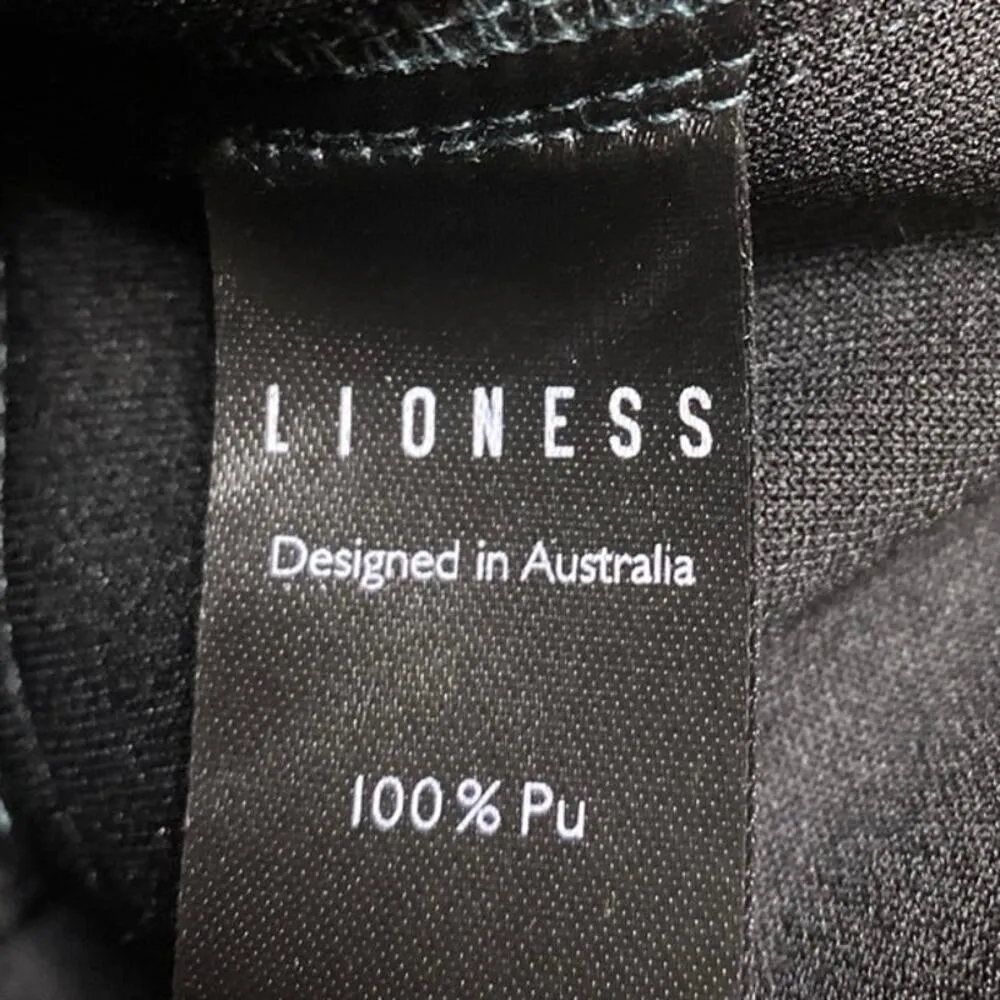 LIONESS
Designed in Australia
100% Pu